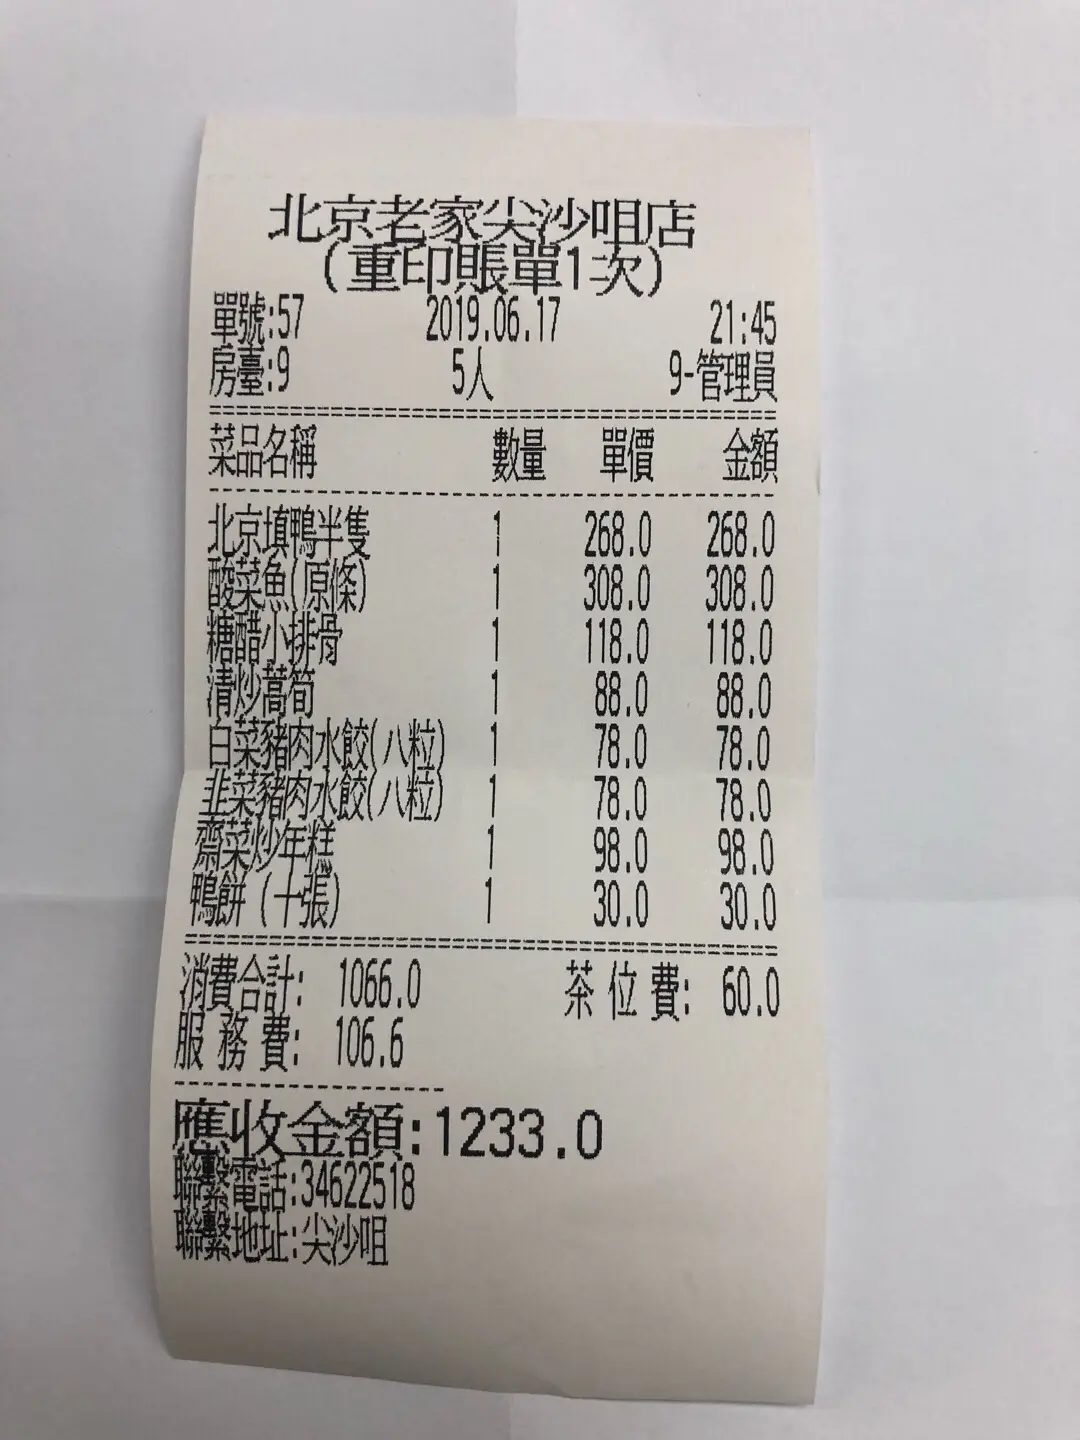 北京老家尖沙咀店
(重印賬單1次)
單號:57 2019.06.17 21:45
房臺:9 5人 9-管理員
菜品名稱 數量 單價 金額
北京填鴨半隻 1 268.0 268.0
酸菜魚(原條) 1 308.0 308.0
糖醋小排骨 1 118.0 118.0
清炒萵筍 1 88.0 88.0
白菜豬肉水餃(八粒) 1 78.0 78.0
韭菜豬肉水餃(八粒) 1 78.0 78.0
齋菜炒年糕 1 98.0 98.0
鴨餅(十張) 1 30.0 30.0
消費合計: 1066.0 茶位費: 60.0
服務費: 106.6
應收金額:1233.0
聯繫電話:34622518
聯繫地址:尖沙咀